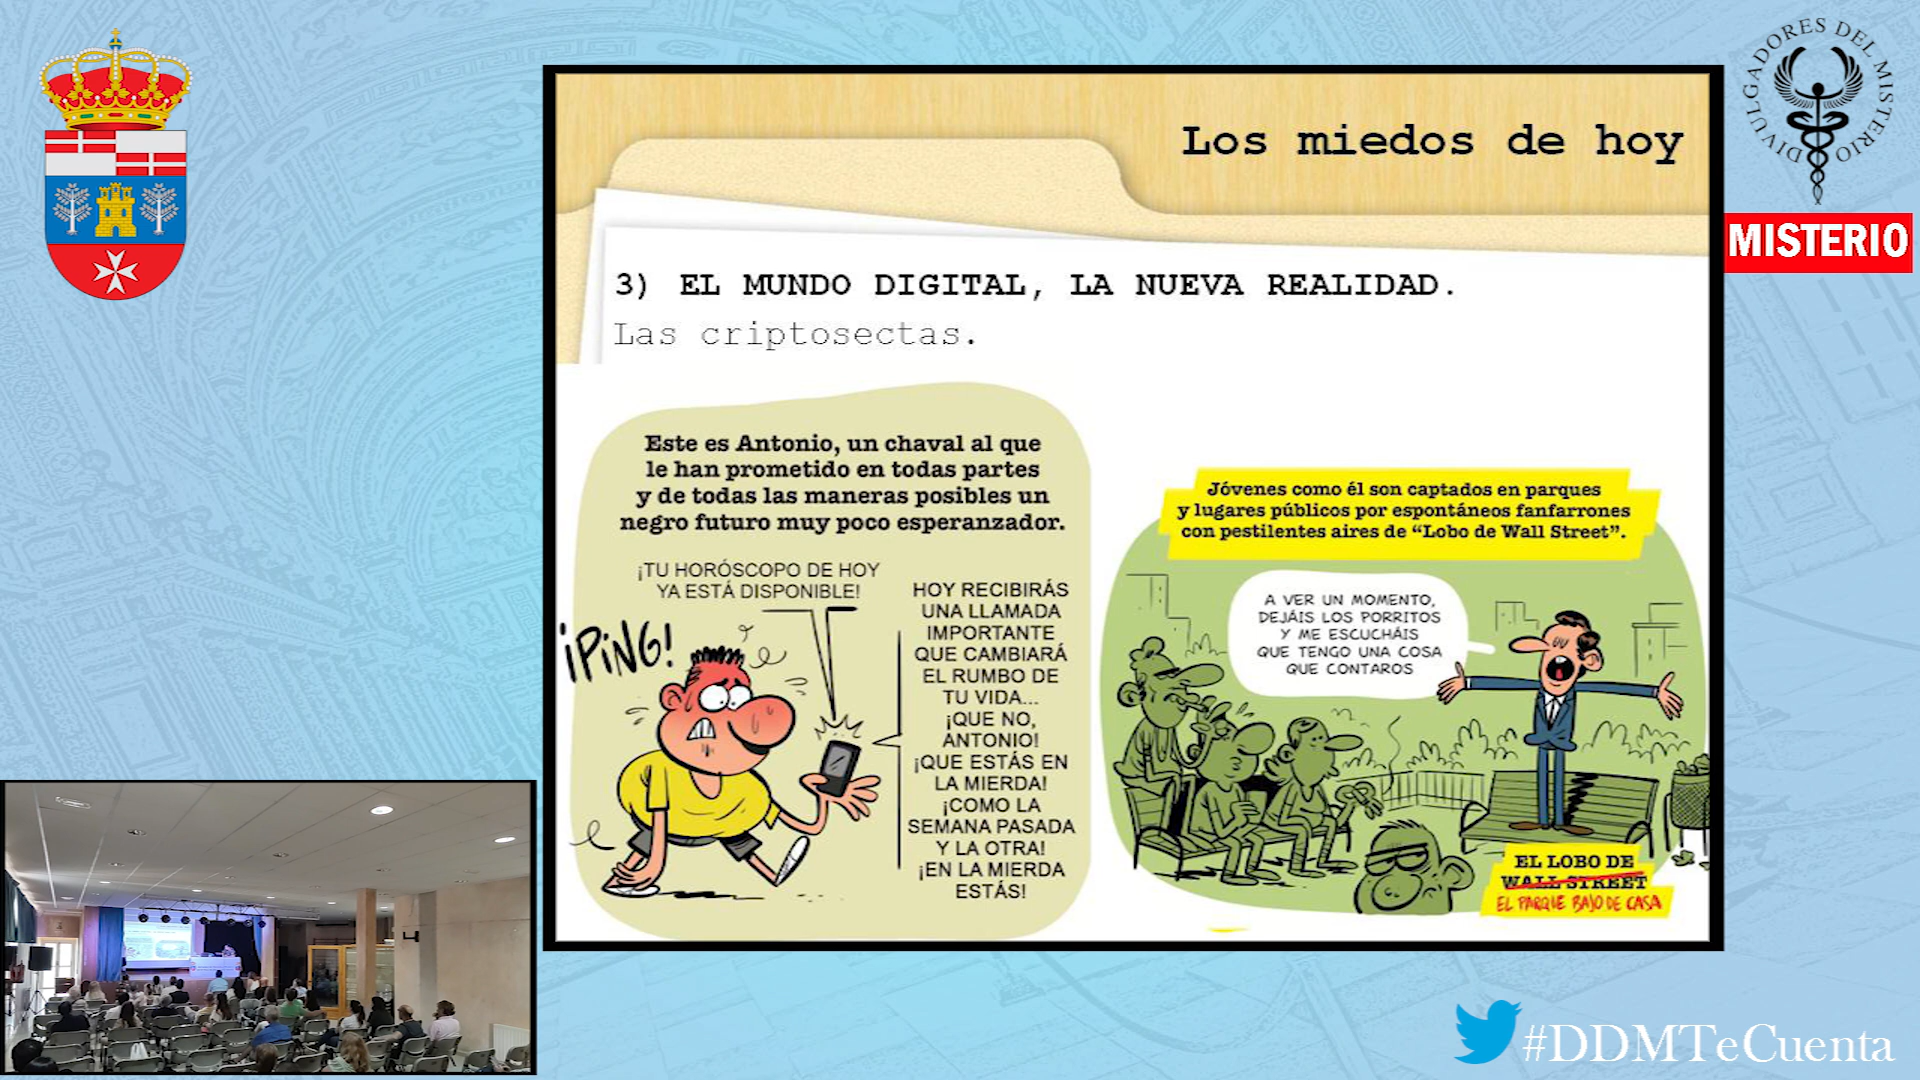 Los miedos de hoy
DIVULGADORES DEL MISTERIO
MISTERIO
3) EL MUNDO DIGITAL, LA NUEVA REALIDAD.
Las criptosectas.
Este es Antonio, un chaval al que
le han prometido en todas partes
y de todas las maneras posibles un
negro futuro muy poco esperanzador.
¡TU HORÓSCOPO DE HOY
YA ESTÁ DISPONIBLE!
¡PiNG!
HOY RECIBIRÁS
UNA LLAMADA
IMPORTANTE
QUE CAMBIARÁ
EL RUMBO DE
TU VIDA...
¡QUE NO,
ANTONIO!
¡QUE ESTÁS EN
LA MIERDA!
¡COMO LA
SEMANA PASADA
Y LA OTRA!
¡EN LA MIERDA
ESTÁS!
Jóvenes como él son captados en parques
y lugares públicos por espontáneos fanfarrones
con pestilentes aires de “Lobo de Wall Street”.
A VER UN MOMENTO,
DEJÁIS LOS PORRITOS
Y ME ESCUCHÁIS
QUE TENGO UNA COSA
QUE CONTAROS
EL LOBO DE
WALL STREET
EL PARQUE BAJO DE CASA
#DDMTeCuenta